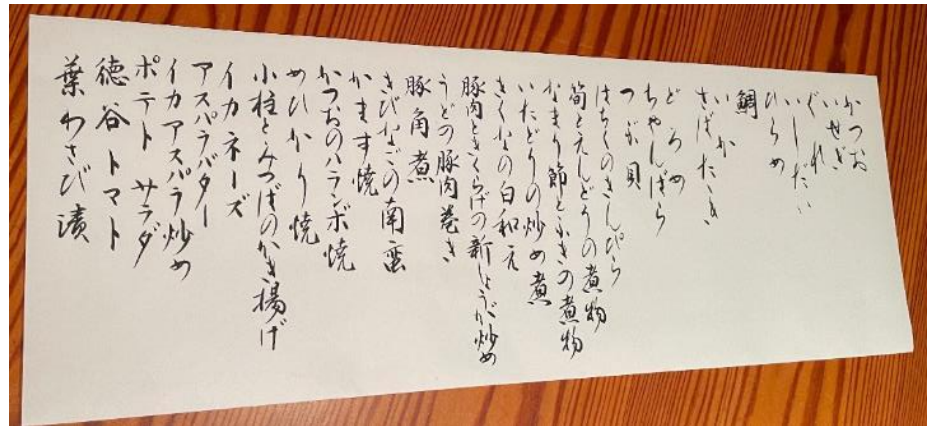 かつお
いせぎ
ぐれ
いしだい
ひらめ
鯛
いか
さばたたき
どろめ
ちゃんばら
つぶ貝
はちくのきんぴら
筍とえんどうの煮物
なまり節とふきの煮物
いたどりの炒め煮
きくなの白和え
豚肉ときくらげの新しょうが炒め
うどの豚肉巻き
豚角煮
きびなごの南蛮
かます焼
かつおのハランボ焼
めひかり焼
小柱とみつばのかき揚げ
イカネーズ
アスパラバター
イカアスパラ炒め
ポテト サラダ
徳谷トマト
葉わさび漬